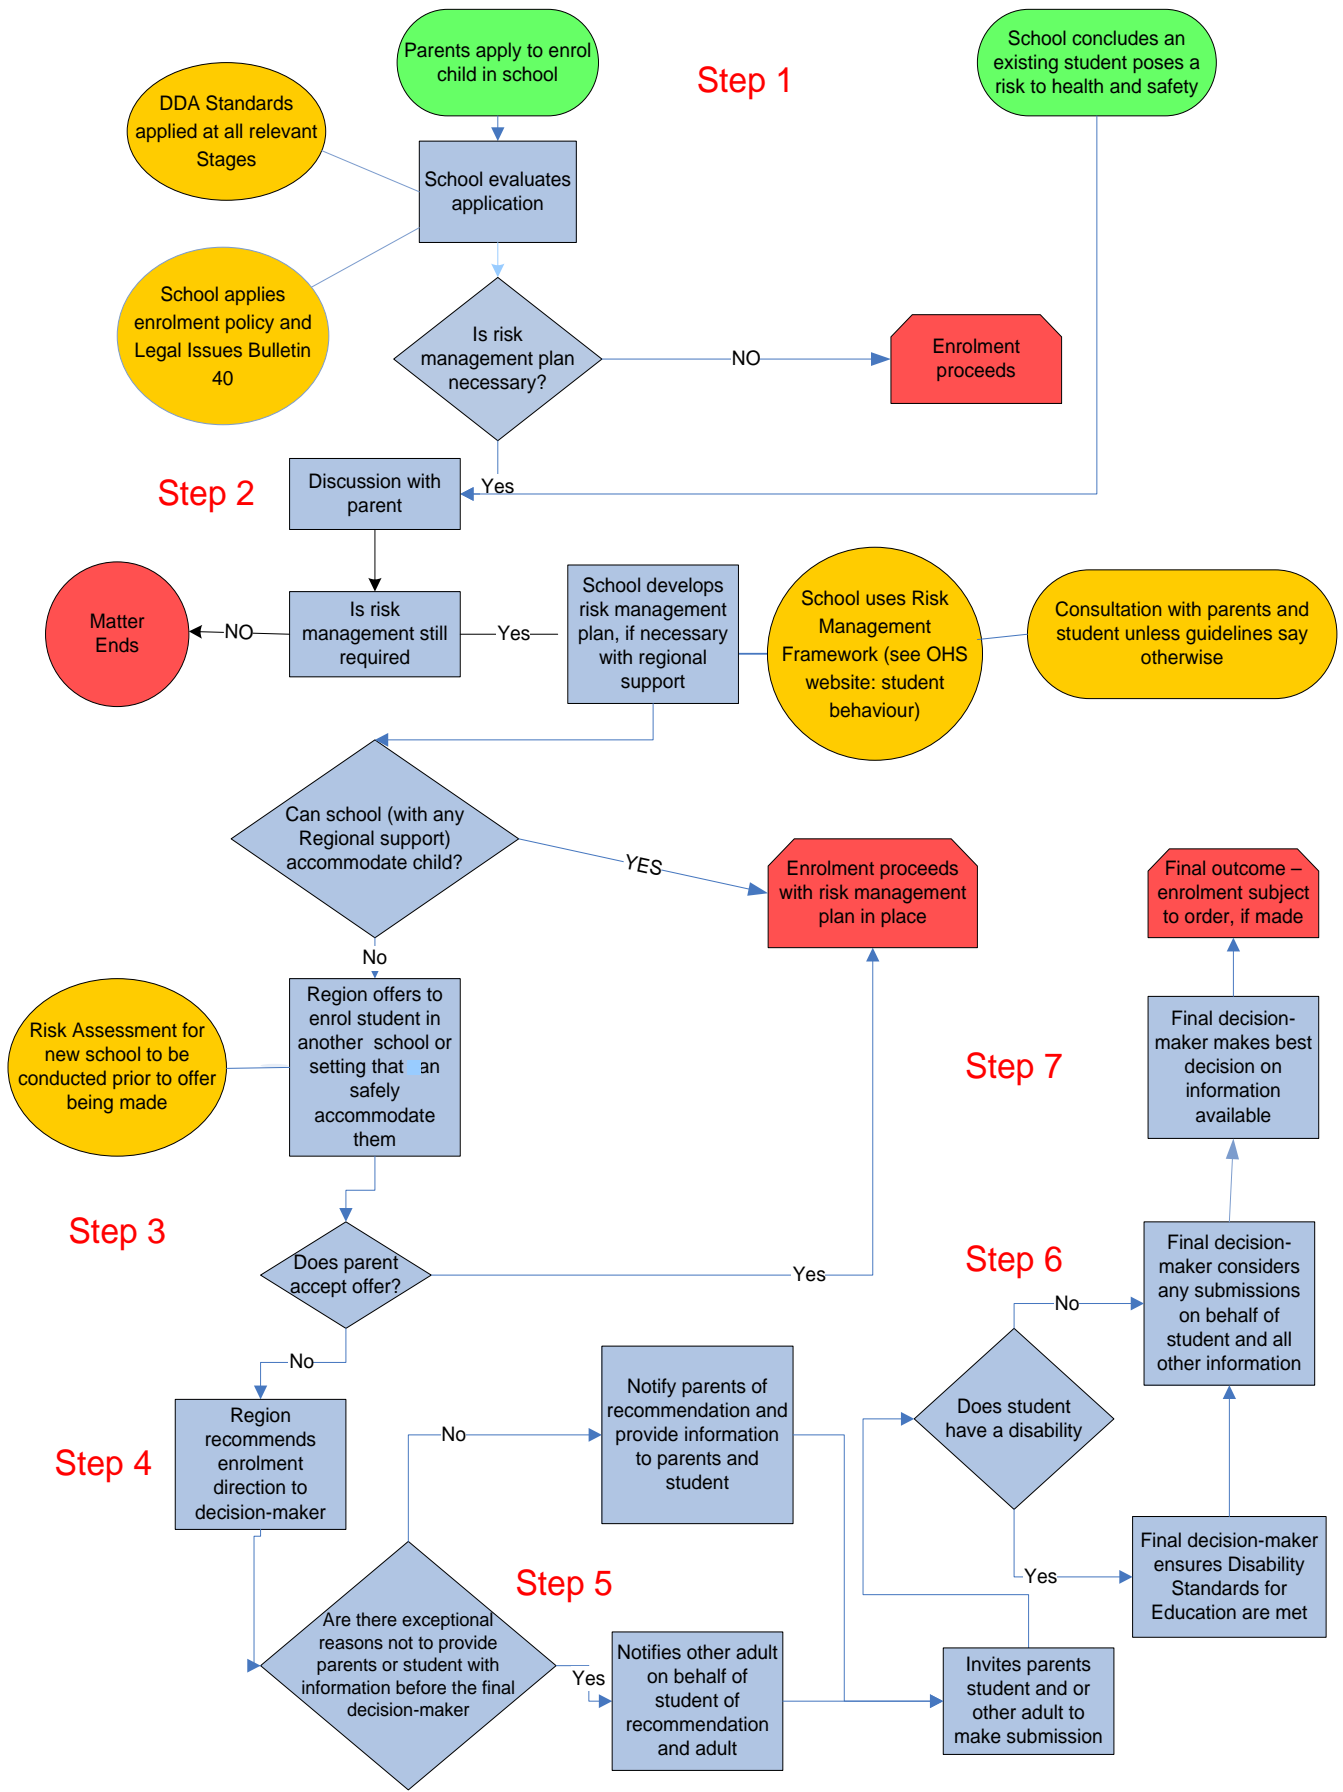 Parents apply to enrol
child in school
Step 1
School concludes an
existing student poses a
risk to health and safety
DDA Standards
applied at all relevant
Stages
School evaluates
application
School applies
enrolment policy and
Legal Issues Bulletin
40
Is risk
management plan
necessary?
NO
Enrolment
proceeds
Yes
Step 2
Discussion with
parent
Matter
Ends
NO
Is risk
management still
required
Yes
School develops
risk management
plan, if necessary
with regional
support
School uses Risk
Management
Framework (see OHS
website: student
behaviour)
Consultation with parents and
student unless guidelines say
otherwise
Can school (with any
Regional support)
accommodate child?
YES
Enrolment proceeds
with risk management
plan in place
Final outcome –
enrolment subject
to order, if made
No
Risk Assessment for
new school to be
conducted prior to offer
being made
Region offers to
enrol student in
another school or
setting that an
safely
accommodate
them
Step 7
Final decision-
maker makes best
decision on
information
available
Step 3
Does parent
accept offer?
Yes
Step 6
Final decision-
maker considers
any submissions
on behalf of
student and all
other information
No
No
Step 4
Region
recommends
enrolment
direction to
decision-maker
No
Notify parents of
recommendation and
provide information
to parents and
student
Does student
have a disability
Yes
Final decision-maker
ensures Disability
Standards for
Education are met
Step 5
Are there exceptional
reasons not to provide
parents or student with
information before the final
decision-maker
Yes
Notifies other adult
on behalf of
student of
recommendation
and adult
Invites parents
student and or
other adult to
make submission